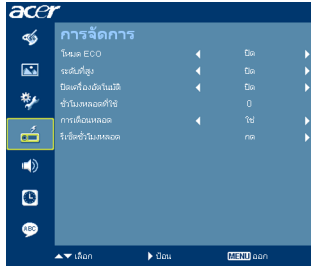 acer
การจัดการ
โหมด ECO ปิด
ระดับที่สูง ปิด
ปิดเครื่องอัตโนมัติ ปิด
ชั่วโมงหลอดที่ใช้ 0
การเตือนหลอด ใช่
รีเซ็ตชั่วโมงหลอด กด
ABC
เลือก ป้อน MENU ออก